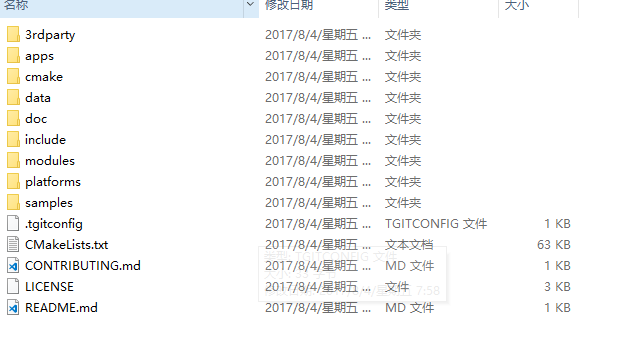 名称 修改日期 类型 大小
3rdparty 2017/8/4/星期五 ... 文件夹
apps 2017/8/4/星期五 ... 文件夹
cmake 2017/8/4/星期五 ... 文件夹
data 2017/8/4/星期五 ... 文件夹
doc 2017/8/4/星期五 ... 文件夹
include 2017/8/4/星期五 ... 文件夹
modules 2017/8/4/星期五 ... 文件夹
platforms 2017/8/4/星期五 ... 文件夹
samples 2017/8/4/星期五 ... 文件夹
.tgitconfig 2017/8/4/星期五 ... TGITCONFIG 文件 1 KB
CMakeLists.txt 2017/8/4/星期五 ... 文本文档 63 KB
CONTRIBUTING.md 2017/8/4/星期五 ... MD 文件 1 KB
LICENSE 2017/8/4/星期五 ... 文件 3 KB
README.md 2017/8/4/星期五 ... MD 文件 1 KB